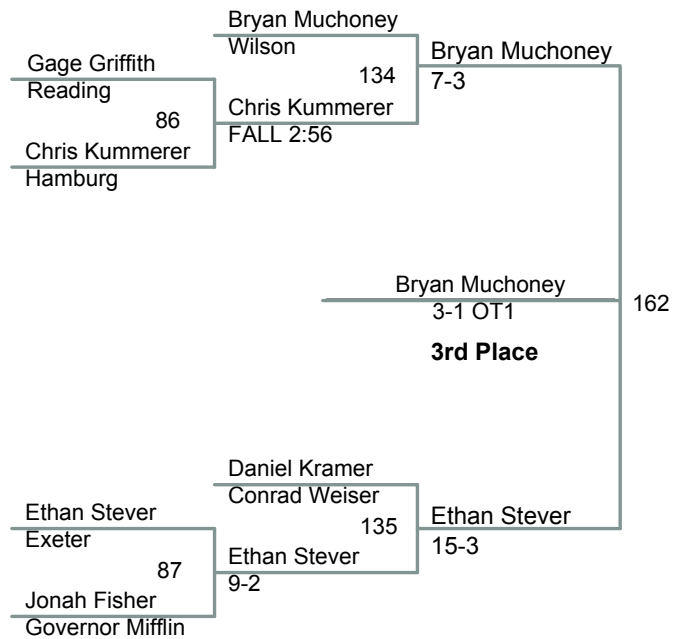 Bryan Muchoney
Wilson
Gage Griffith
Reading
134
Bryan Muchoney
7-3
86
Chris Kummerer
FALL 2:56
Chris Kummerer
Hamburg
Bryan Muchoney
3-1 OT1
162
3rd Place
Daniel Kramer
Conrad Weiser
Ethan Stever
Exeter
135
Ethan Stever
15-3
87
Ethan Stever
9-2
Jonah Fisher
Governor Mifflin